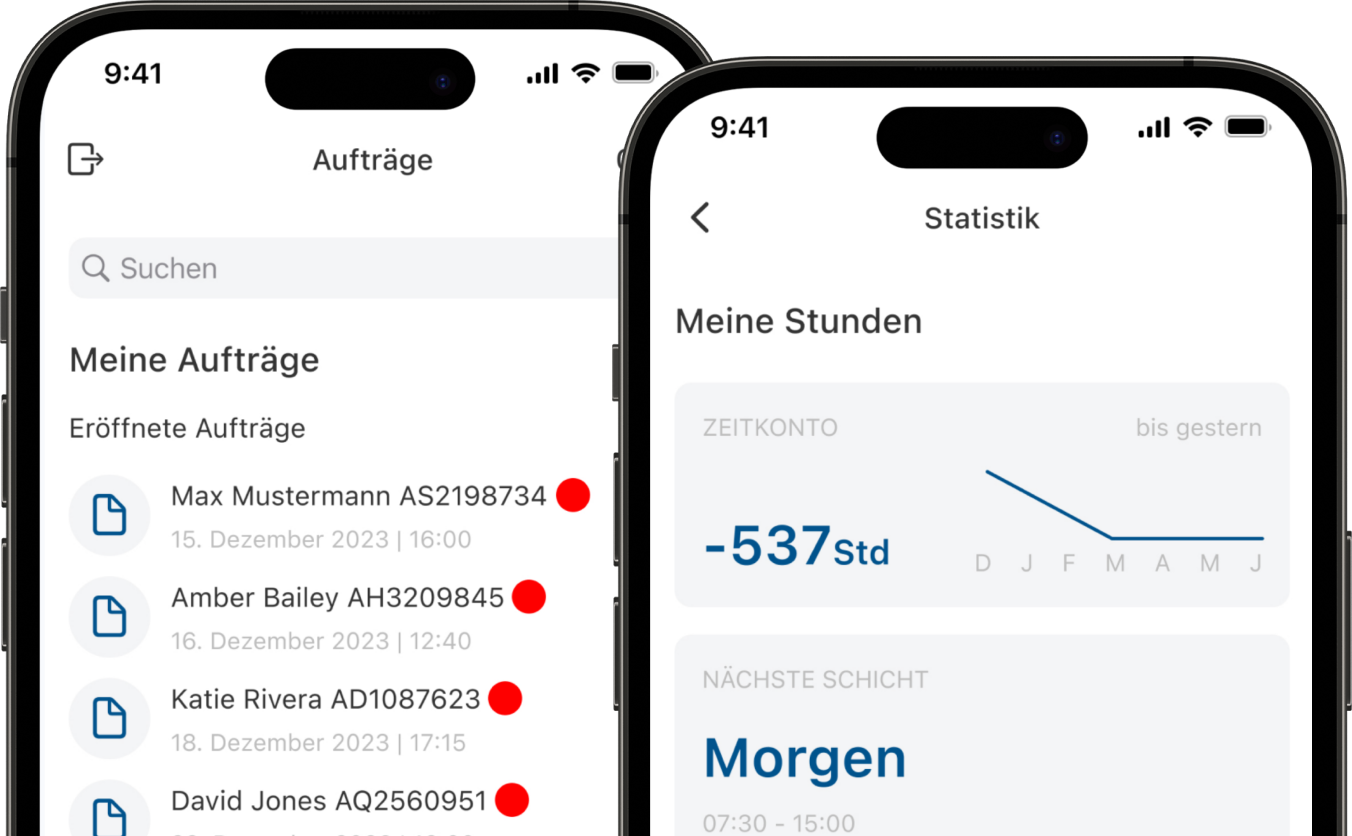 9:41
Aufträge
Suchen
Meine Aufträge
Eröffnete Aufträge
Max Mustermann AS2198734
15. Dezember 2023 | 16:00
Amber Bailey AH3209845
16. Dezember 2023 | 12:40
Katie Rivera AD1087623
18. Dezember 2023 | 17:15
David Jones AQ2560951
9:41
Statistik
Meine Stunden
ZEITKONTO
bis gestern
-537Std
D J F M A M J
NÄCHSTE SCHICHT
Morgen
07:30 - 15:00